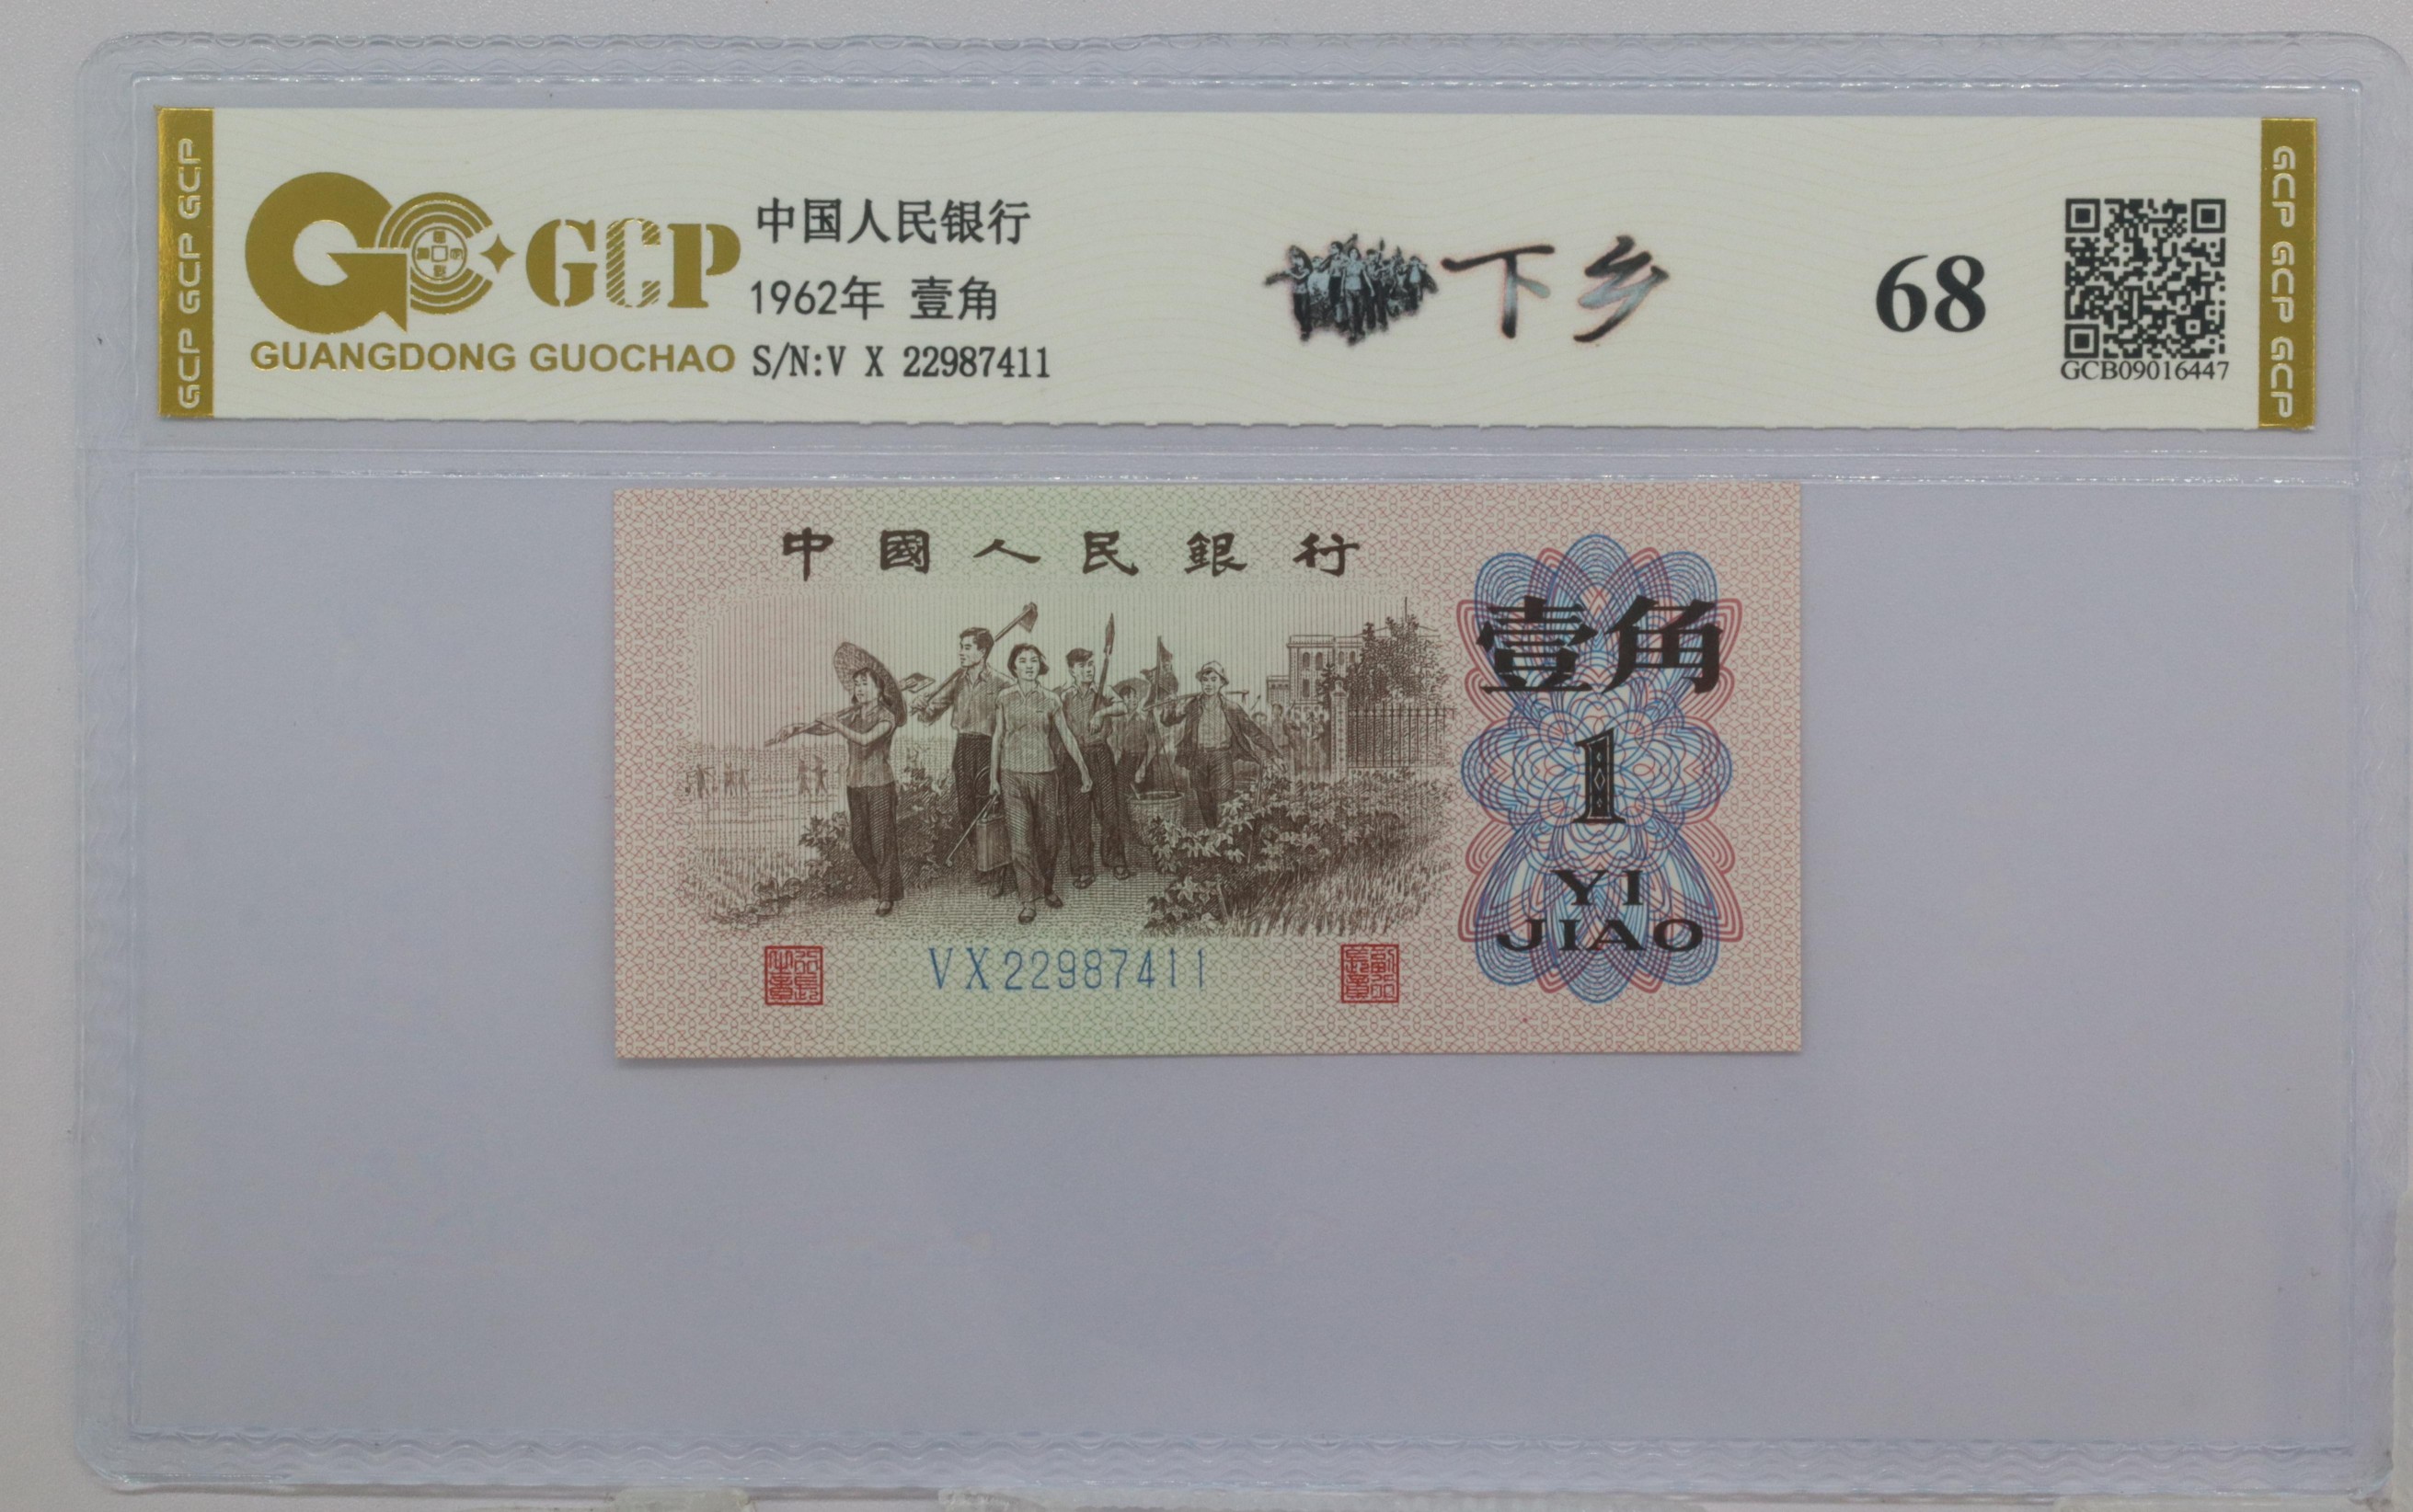 GCP GCP GCP
GCP
GUANGDONG GUOCHAO
中国人民银行
1962年 壹角
S/N:V X 22987411
下乡
68
GCB09016447
GCP GCP GCP
中國人民銀行
壹角
1
YI
JIAO
VX22987411